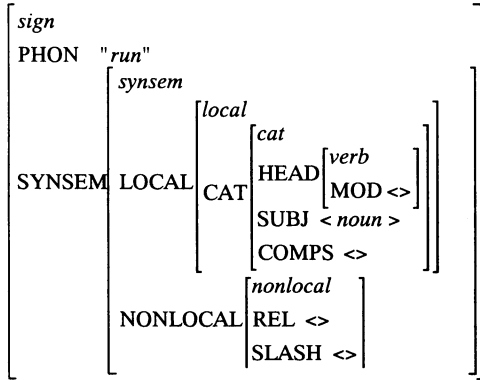 sign
PHON "run"
synsem
local
cat
HEAD verb
MOD <>
SYNSEM LOCAL CAT
SUBJ < noun >
COMPS <>
nonlocal
NONLOCAL REL <>
SLASH <>